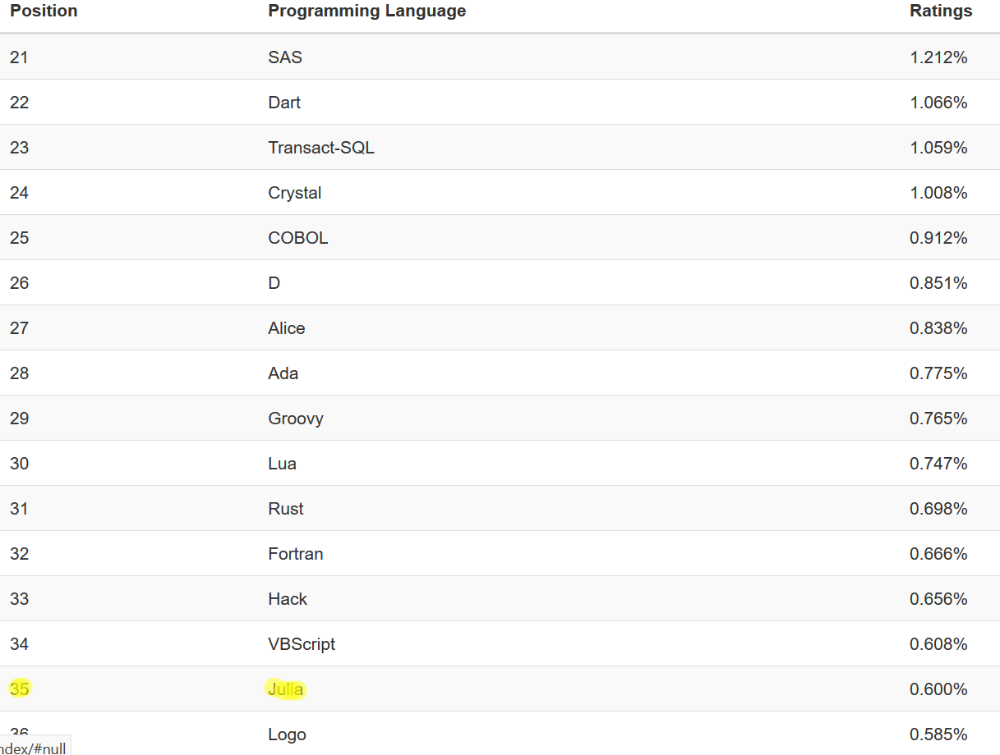 Position Programming Language Ratings
21 SAS 1.212%
22 Dart 1.066%
23 Transact-SQL 1.059%
24 Crystal 1.008%
25 COBOL 0.912%
26 D 0.851%
27 Alice 0.838%
28 Ada 0.775%
29 Groovy 0.765%
30 Lua 0.747%
31 Rust 0.698%
32 Fortran 0.666%
33 Hack 0.656%
34 VBScript 0.608%
35 Julia 0.600%
36 Logo 0.585%
ndex/#null